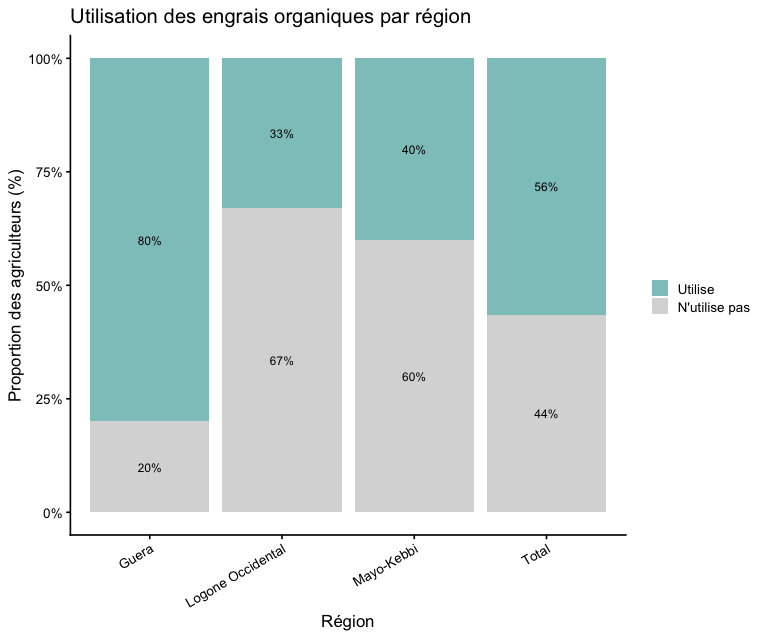 Utilisation des engrais organiques par région
Proportion des agriculteurs (%)
100%
75%
50%
25%
0%
80%
20%
33%
67%
40%
60%
56%
44%
Guera
Logone Occidental
Mayo-Kebbi
Total
Région
Utilise
N'utilise pas